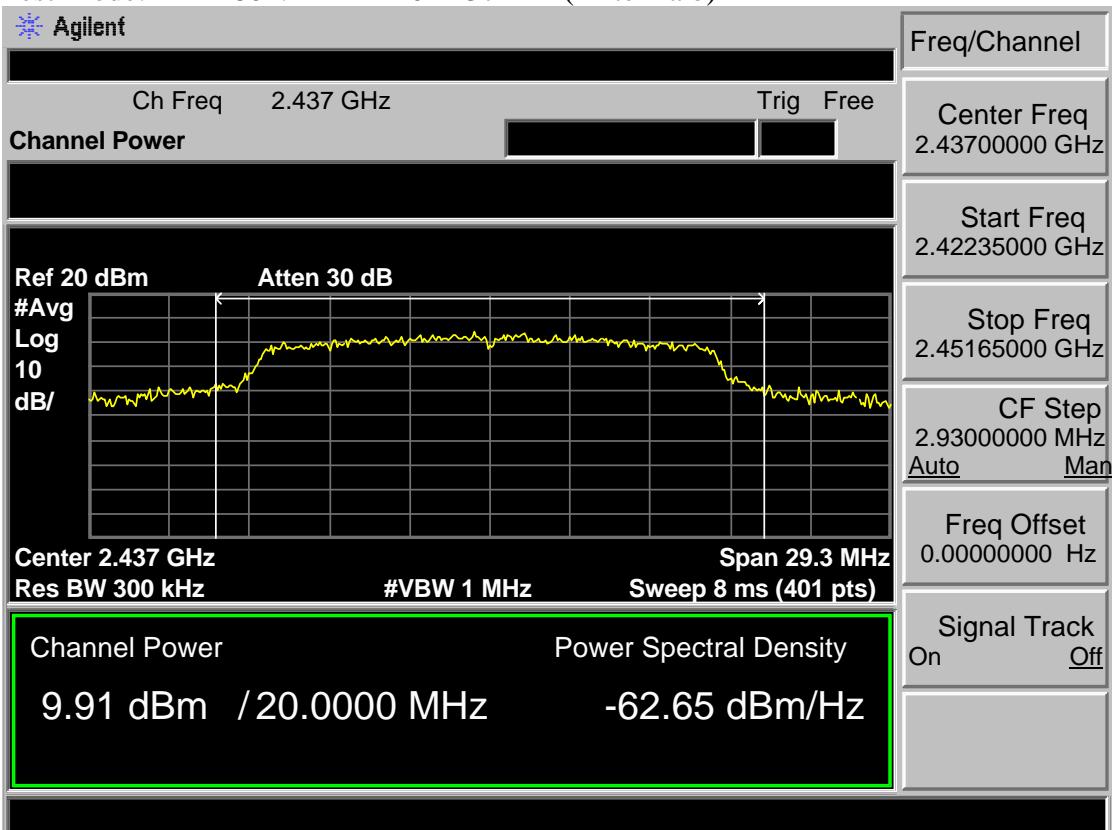 Agilent
Freq/Channel
Ch Freq 2.437 GHz Trig Free
Channel Power
Center Freq
2.43700000 GHz
Start Freq
2.42235000 GHz
Stop Freq
2.45165000 GHz
CF Step
2.93000000 MHz
Auto Man
Freq Offset
0.00000000 Hz
Signal Track
On Off
Ref 20 dBm Atten 30 dB
#Avg
Log
10
dB/
Center 2.437 GHz Span 29.3 MHz
Res BW 300 kHz #VBW 1 MHz Sweep 8 ms (401 pts)
Channel Power Power Spectral Density
9.91 dBm / 20.0000 MHz -62.65 dBm/Hz